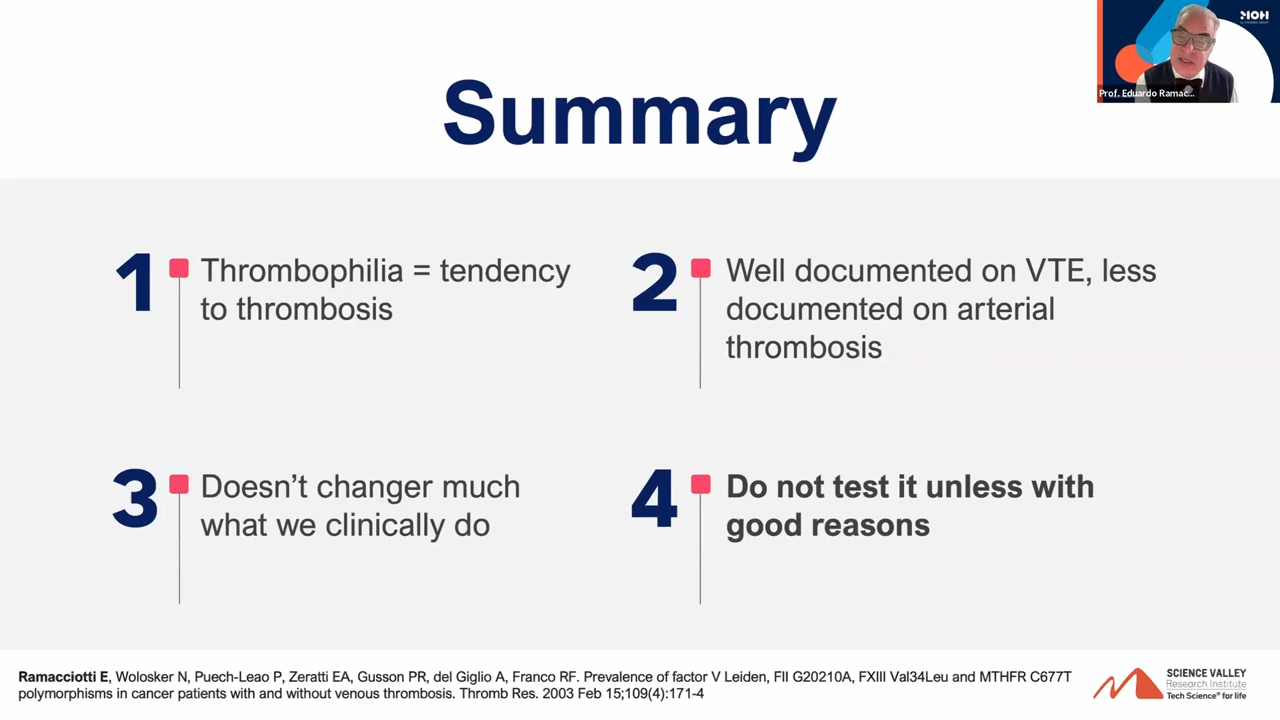 Summary
1
Thrombophilia = tendency
to thrombosis
2
Well documented on VTE, less
documented on arterial
thrombosis
3
Doesn’t changer much
what we clinically do
4
Do not test it unless with
good reasons
Ramacciotti E, Wolosker N, Puech-Leao P, Zeratti EA, Gusson PR, del Giglio A, Franco RF. Prevalence of factor V Leiden, FII G20210A, FXIII Val34Leu and MTHFR C677T
polymorphisms in cancer patients with and without venous thrombosis. Thromb Res. 2003 Feb 15;109(4):171-4
SCIENCE VALLEY
Research Institute
Tech Science® for life
Prof. Eduardo Ramac...